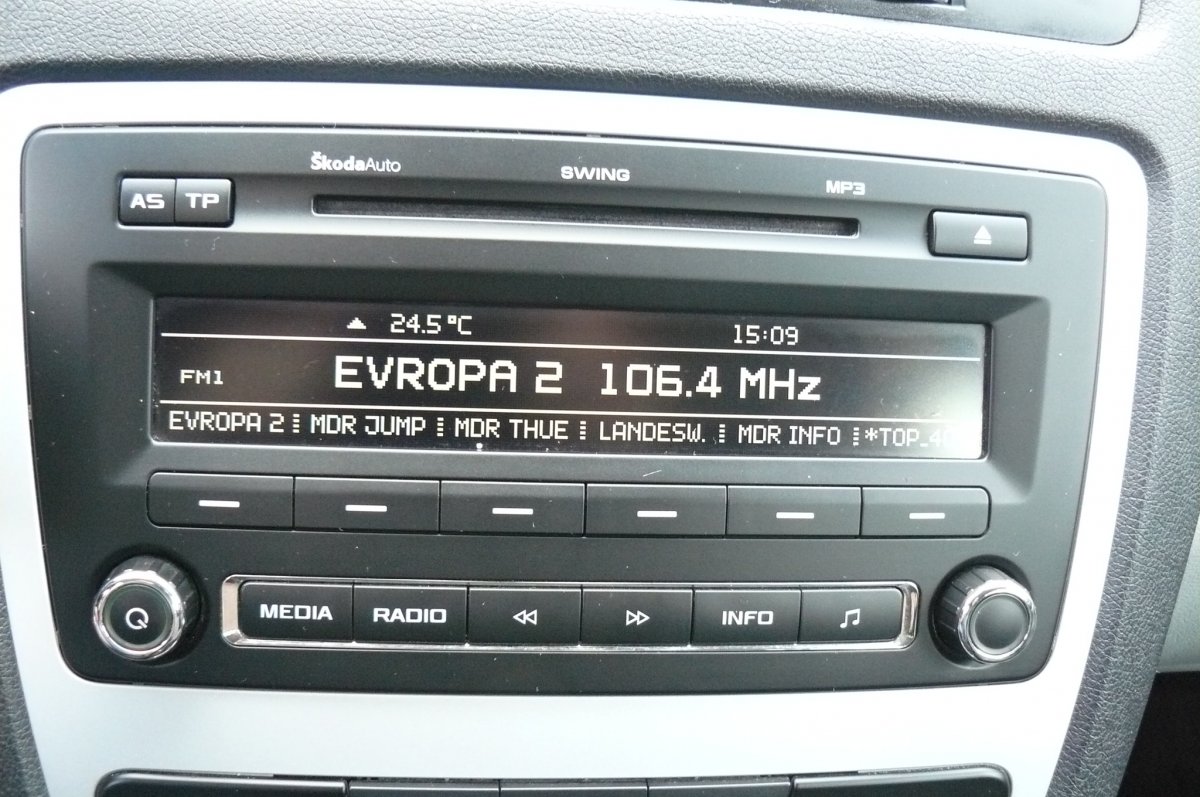 ŠkodaAuto SWING MP3
AS TP
24.5°C 15:09
FM1 EVROPA 2 106.4 MHz
EVROPA 2 MDR JUMP MDR THUE LANDESW. MDR INFO *TOP_40
MEDIA RADIO INFO